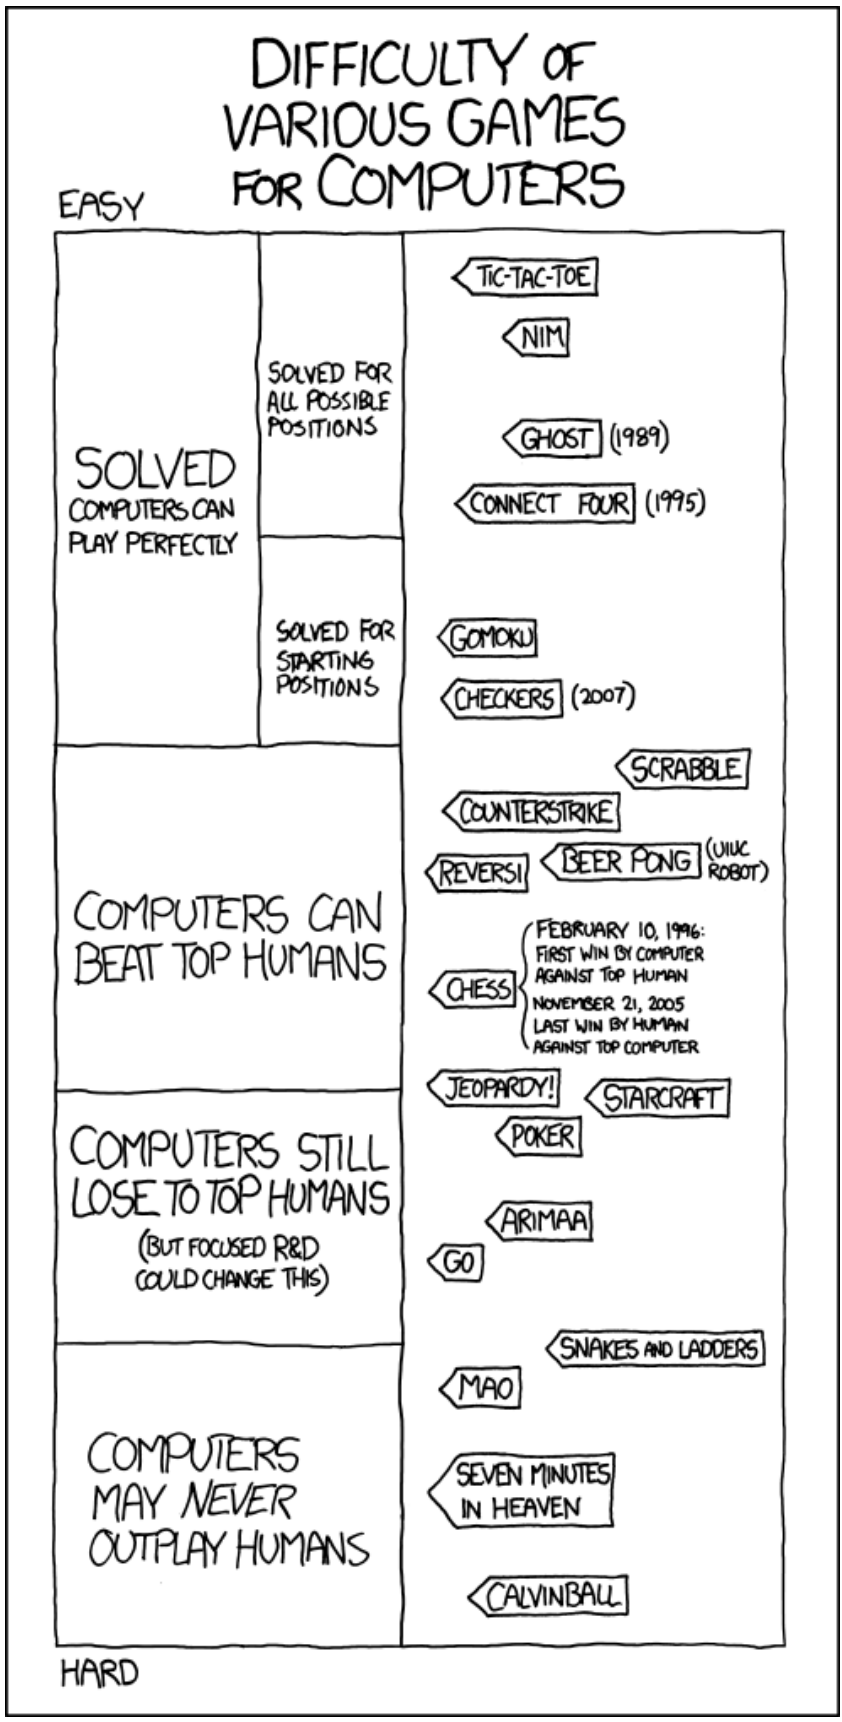 DIFFICULTY OF
VARIOUS GAMES
FOR COMPUTERS
EASY
SOLVED
COMPUTERS CAN
PLAY PERFECTLY
SOLVED FOR
ALL POSSIBLE
POSITIONS
TIC-TAC-TOE
NIM
GHOST (1989)
CONNECT FOUR (1995)
SOLVED FOR
STARTING
POSITIONS
GOMOKU
CHECKERS (2007)
COMPUTERS CAN
BEAT TOP HUMANS
SCRABBLE
COUNTERSTRIKE
REVERSI
BEER PONG (UIUC
ROBOT)
CHESS
FEBRUARY 10, 1996:
FIRST WIN BY COMPUTER
AGAINST TOP HUMAN
NOVEMBER 21, 2005
LAST WIN BY HUMAN
AGAINST TOP COMPUTER
JEOPARDY!
COMPUTERS STILL
LOSE TO TOP HUMANS
(BUT FOCUSED R&D
COULD CHANGE THIS)
STARCRAFT
POKER
ARIMAA
GO
COMPUTERS
MAY NEVER
OUTPLAY HUMANS
SNAKES AND LADDERS
MAO
SEVEN MINUTES
IN HEAVEN
CALVINBALL
HARD